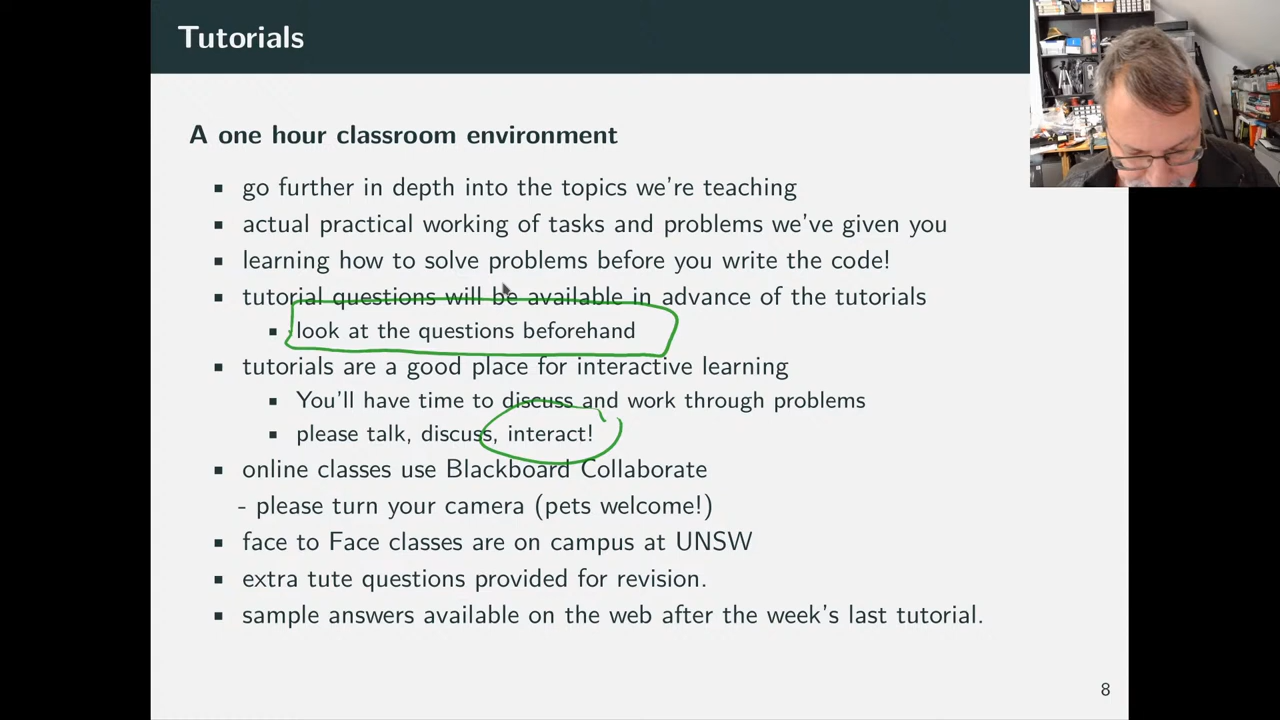 Tutorials
A one hour classroom environment
go further in depth into the topics we're teaching
actual practical working of tasks and problems we've given you
learning how to solve problems before you write the code!
tutorial questions will be available in advance of the tutorials
look at the questions beforehand
tutorials are a good place for interactive learning
You'll have time to discuss and work through problems
please talk, discuss, interact!
online classes use Blackboard Collaborate
- please turn your camera (pets welcome!)
face to Face classes are on campus at UNSW
extra tute questions provided for revision.
sample answers available on the web after the week's last tutorial.
8